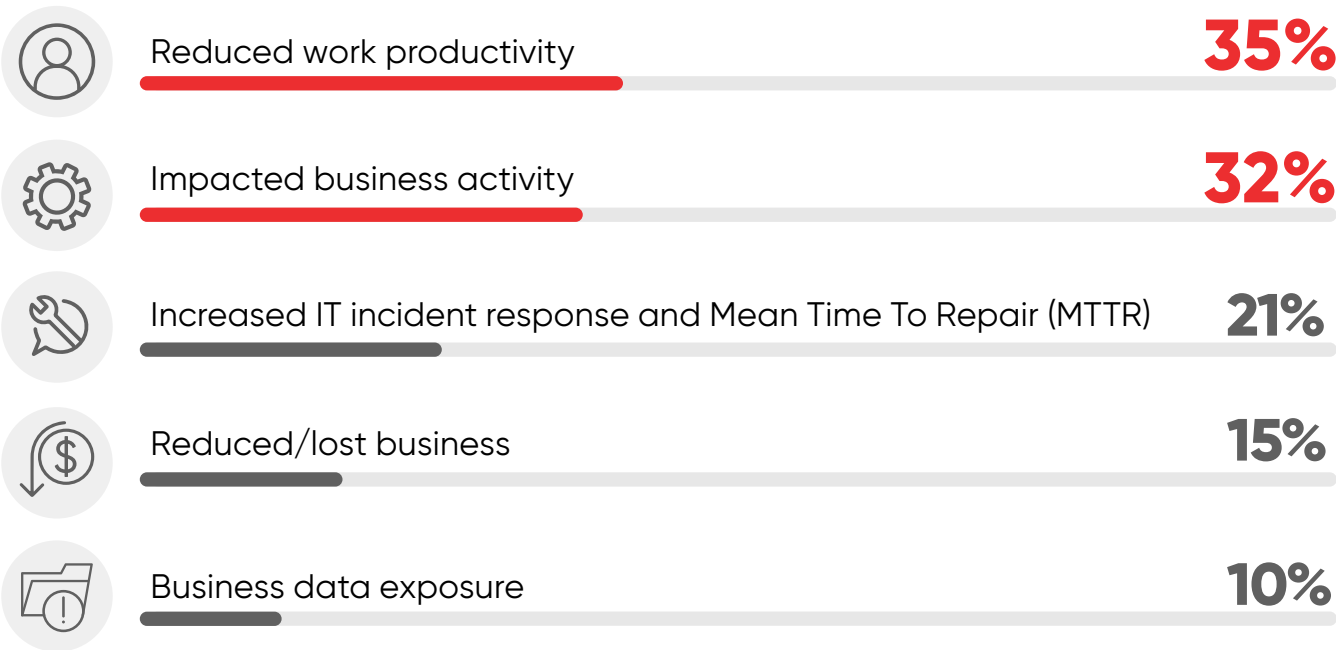 Reduced work productivity 35%
Impacted business activity 32%
Increased IT incident response and Mean Time To Repair (MTTR) 21%
Reduced/lost business 15%
Business data exposure 10%